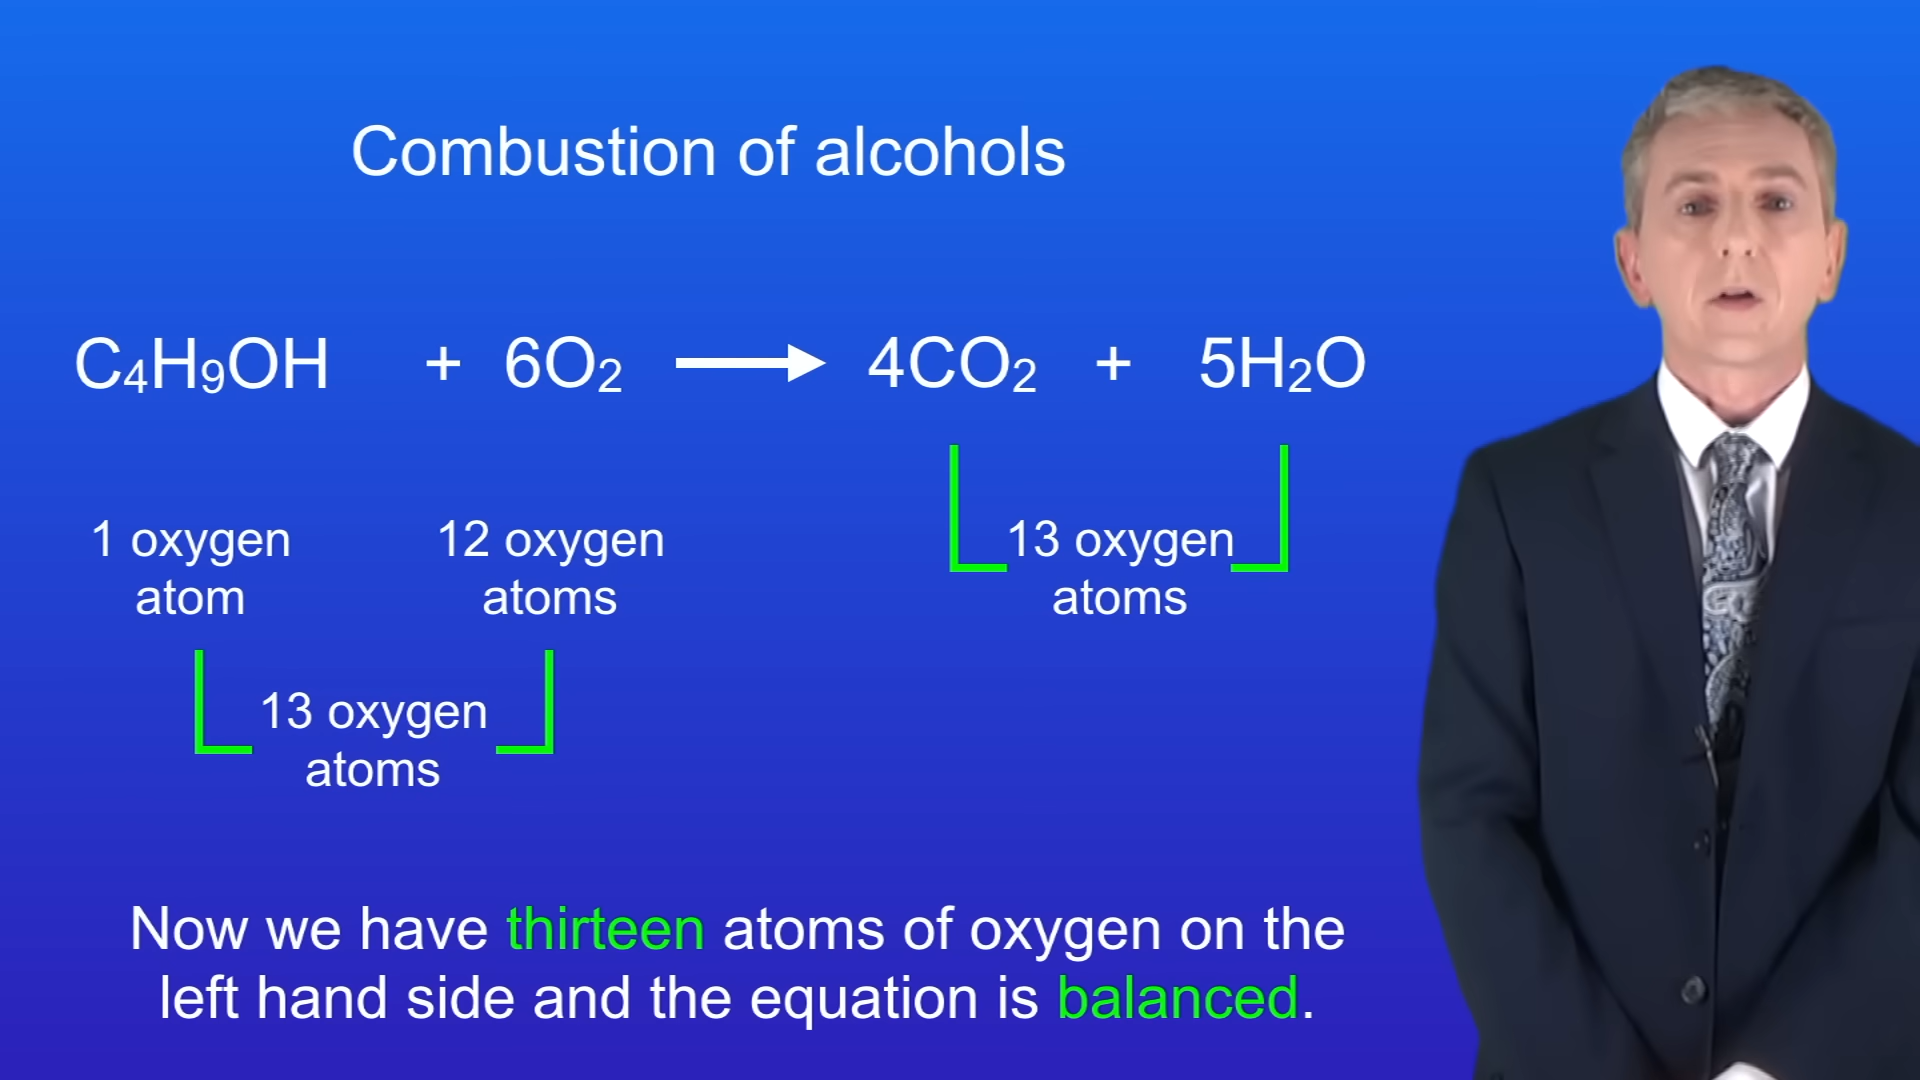 Combustion of alcohols
C₄H₉OH + 6O₂ ⟶ 4CO₂ + 5H₂O
1 oxygen
atom
12 oxygen
atoms
13 oxygen
atoms
13 oxygen
atoms
Now we have thirteen atoms of oxygen on the
left hand side and the equation is balanced.